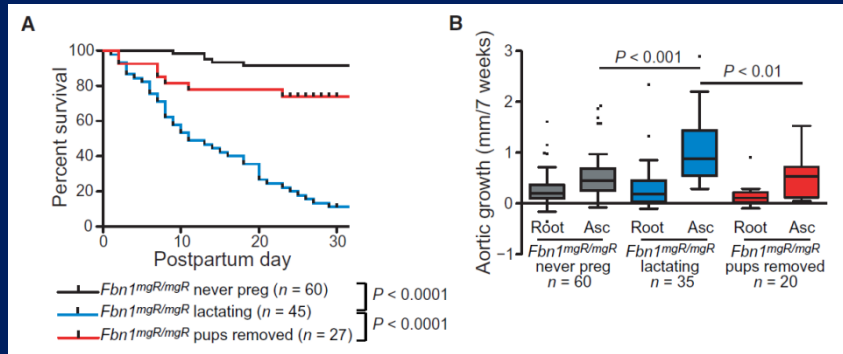 A
Percent survival
100
80
60
40
20
0
0
10
20
30
Postpartum day
Fbn1mgR/mgR never preg (n = 60)
Fbn1mgR/mgR lactating (n = 45)
Fbn1mgR/mgR pups removed (n = 27)
P < 0.0001
P < 0.0001
B
Aortic growth (mm/7 weeks)
3
2
1
0
−1
P < 0.001
P < 0.01
Root Asc Root Asc Root Asc
Fbn1mgR/mgR Fbn1mgR/mgR Fbn1mgR/mgR
never preg lactating pups removed
n = 60 n = 35 n = 20